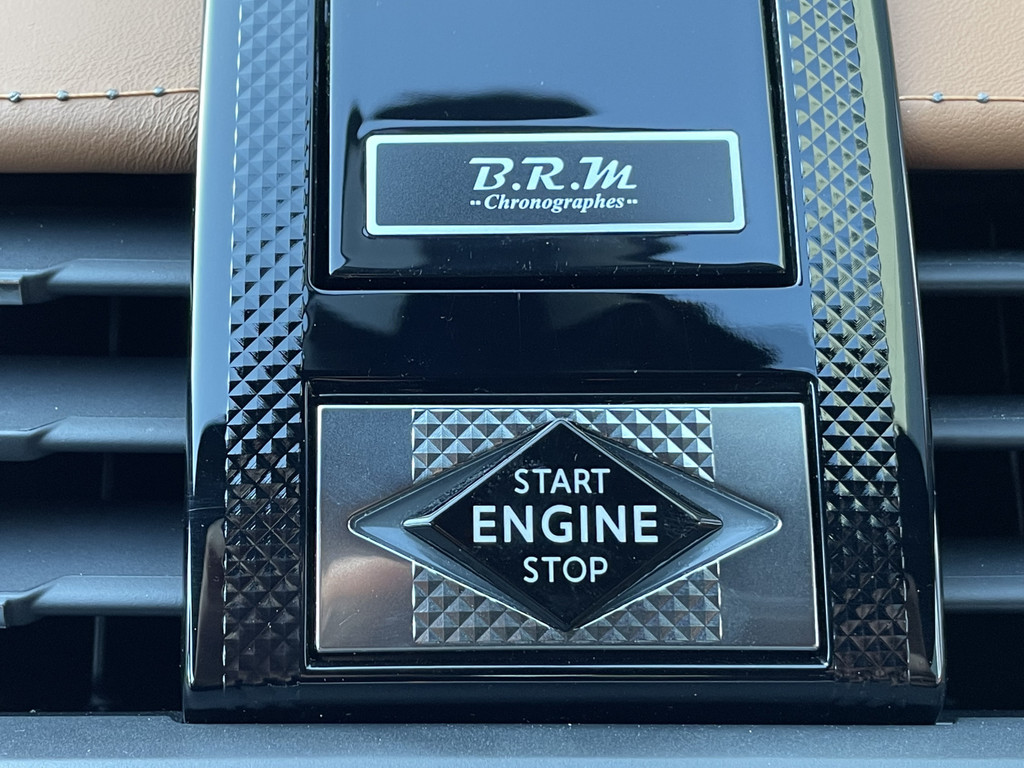 B.R.M
Chronographes
START
ENGINE
STOP